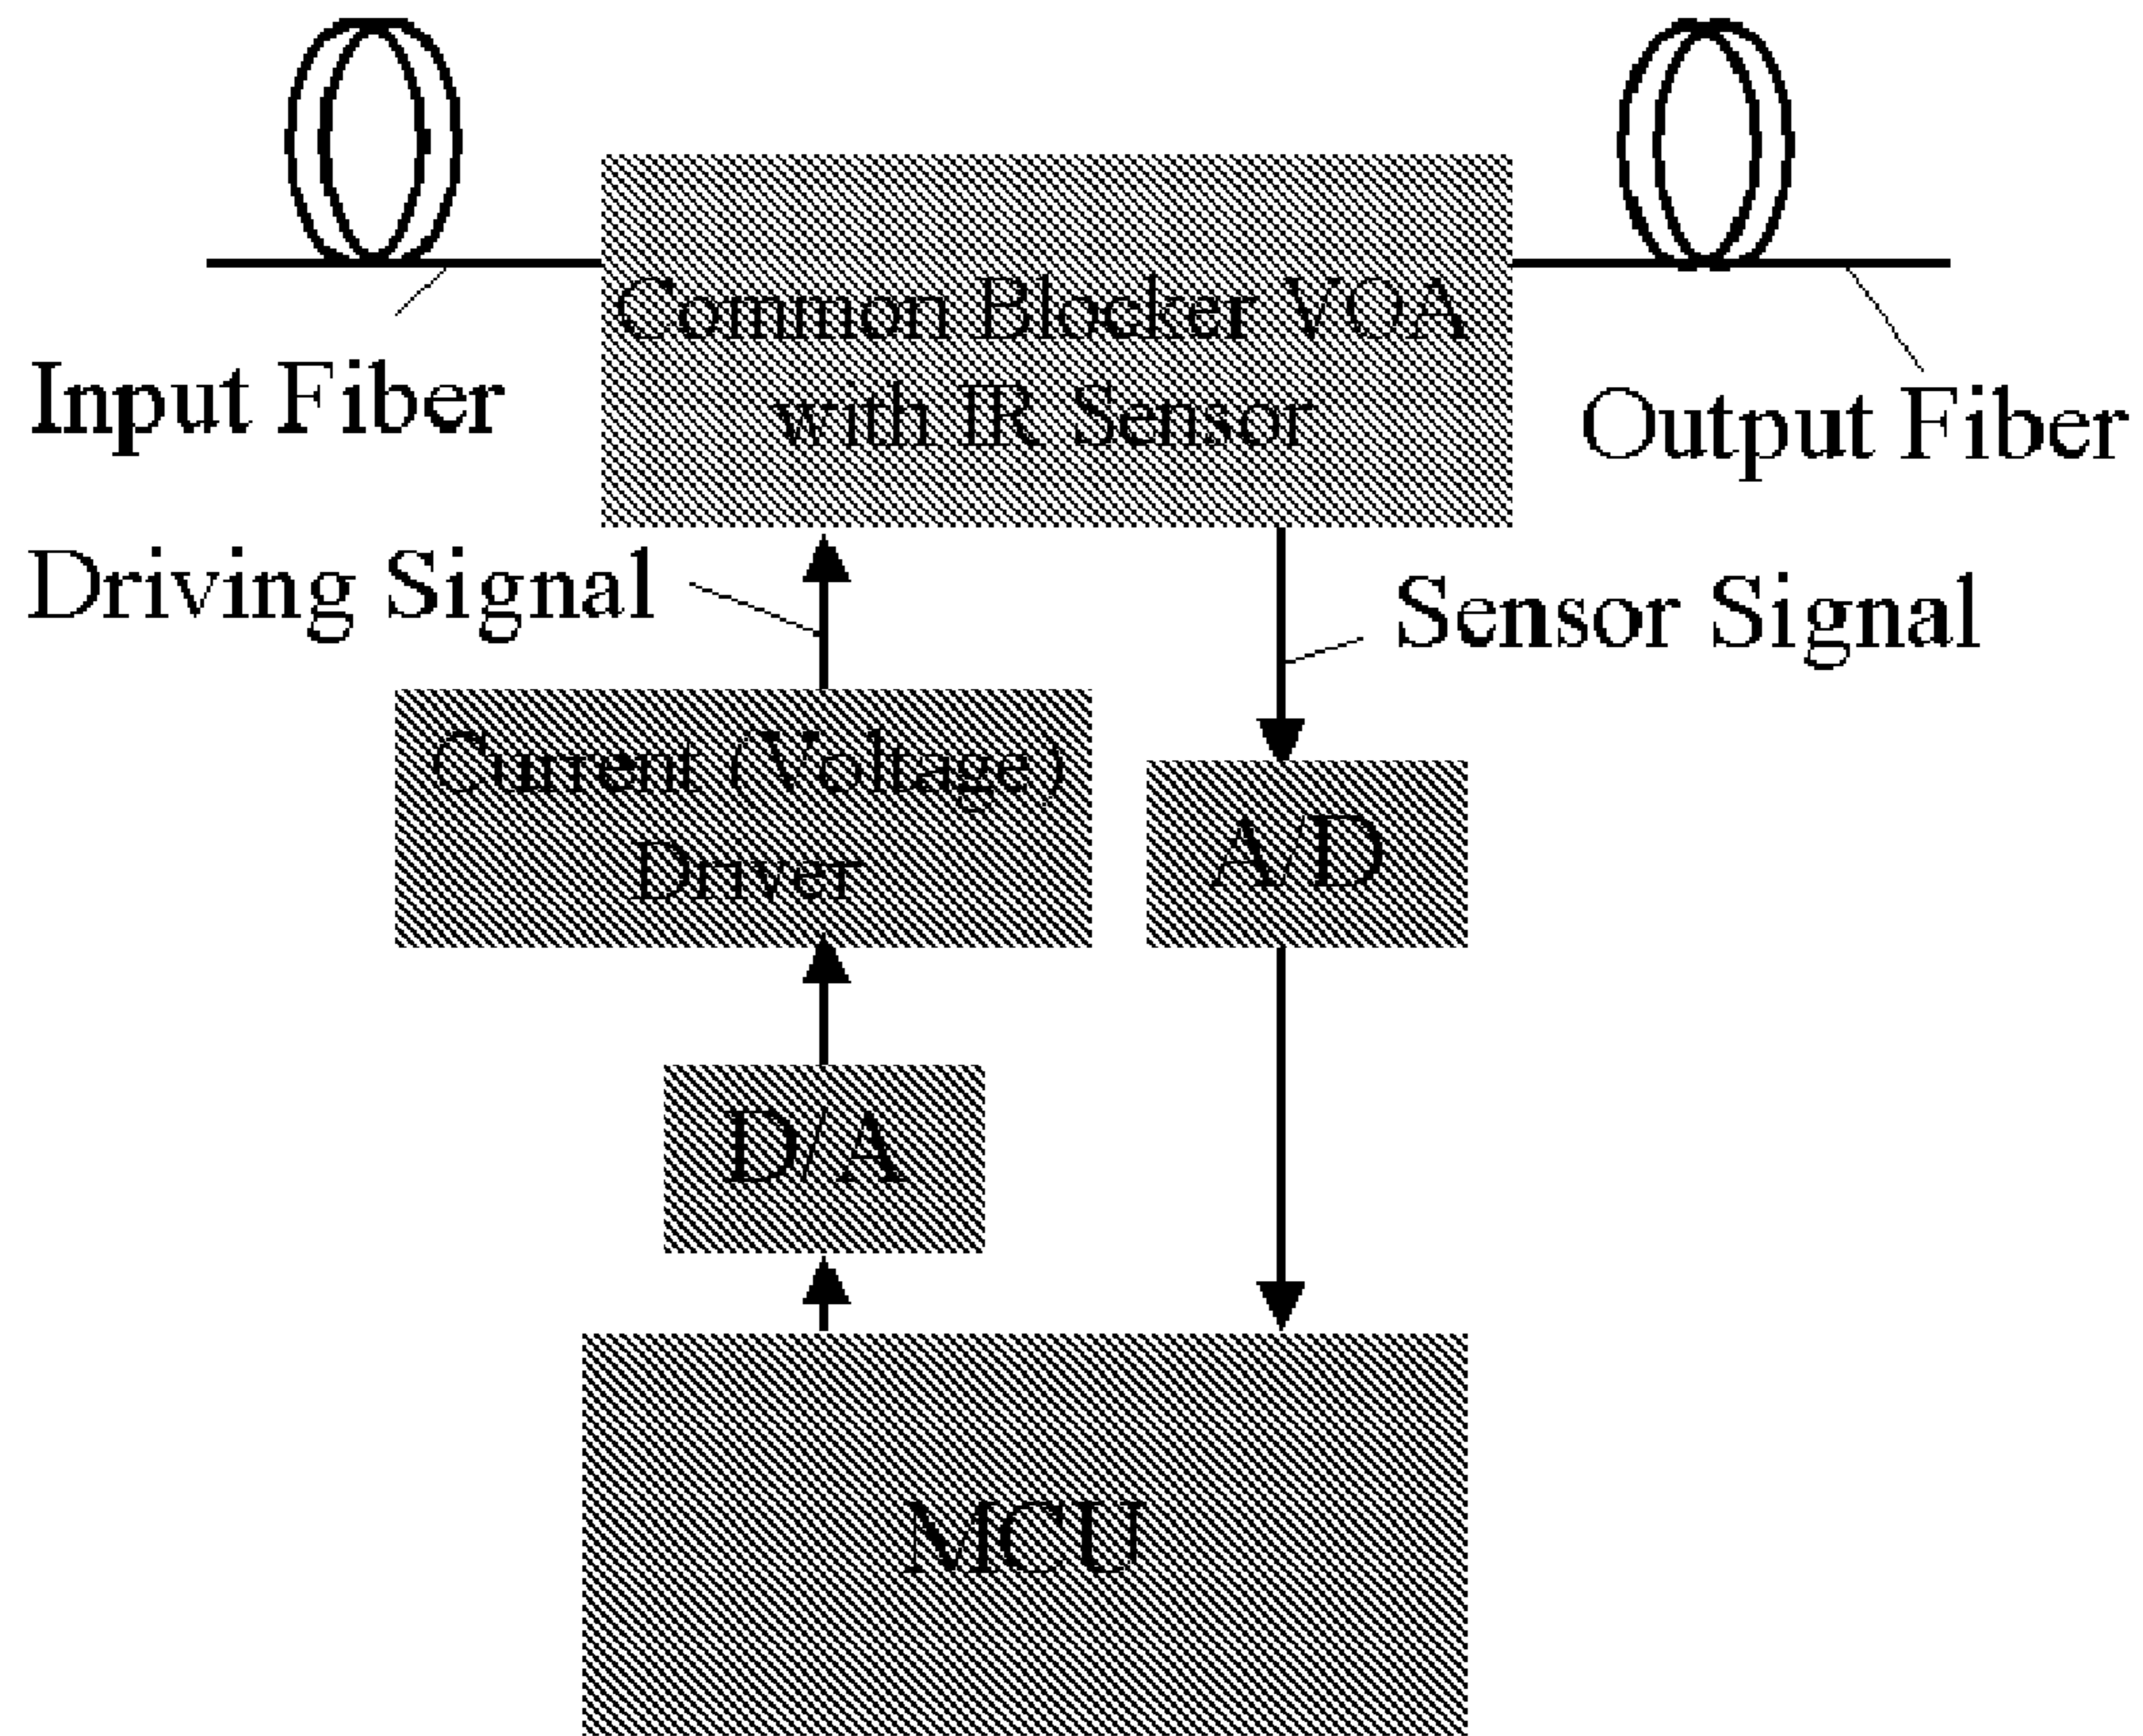 Common Blocker VOA
with IR Sensor
Input Fiber
Output Fiber
Driving Signal
Sensor Signal
Current (Voltage)
Driver
A/D
D/A
MCU